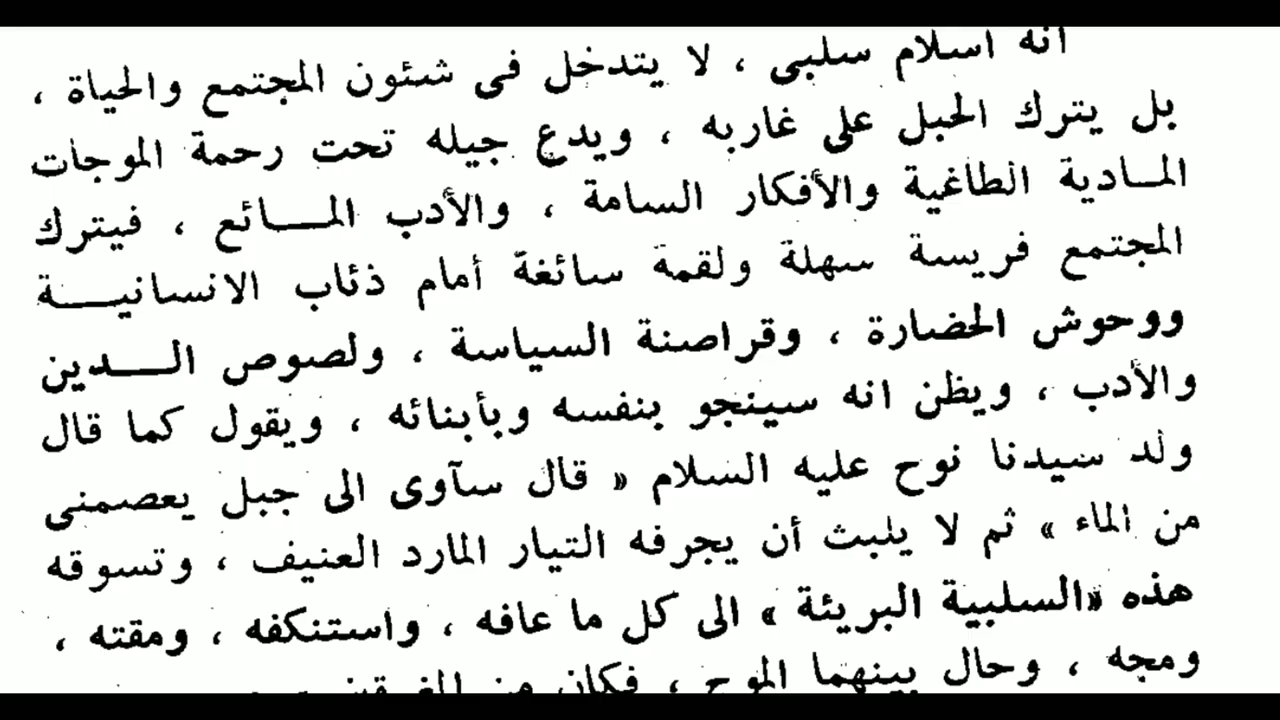 انه اسلام سلبى ، لا يتدخل فى شئون المجتمع والحياة ،
بل يترك الحبل على غاربه ، ويدع جيله تحت رحمة الموجات
المادية الطاغية والأفكار السامة ، والأدب المائع ، فيترك
المجتمع فريسة سهلة ولقمة سائغة أمام ذئاب الانسانية
ووحوش الحضارة ، وقراصنة السياسة ، ولصوص الدين
والأدب ، ويظن انه سينجو بنفسه وبأبنائه ، ويقول كما قال
ولد سيدنا نوح عليه السلام « قال سآوى الى جبل يعصمنى
من الماء » ثم لا يلبث أن يجرفه التيار المارد العنيف ، وتسوقه
هذه «السلبية البريئة » الى كل ما عافه ، واستنكفه ، ومقته ،
ومجه ، وحال بينهما الموج ، فكان من المغرقين